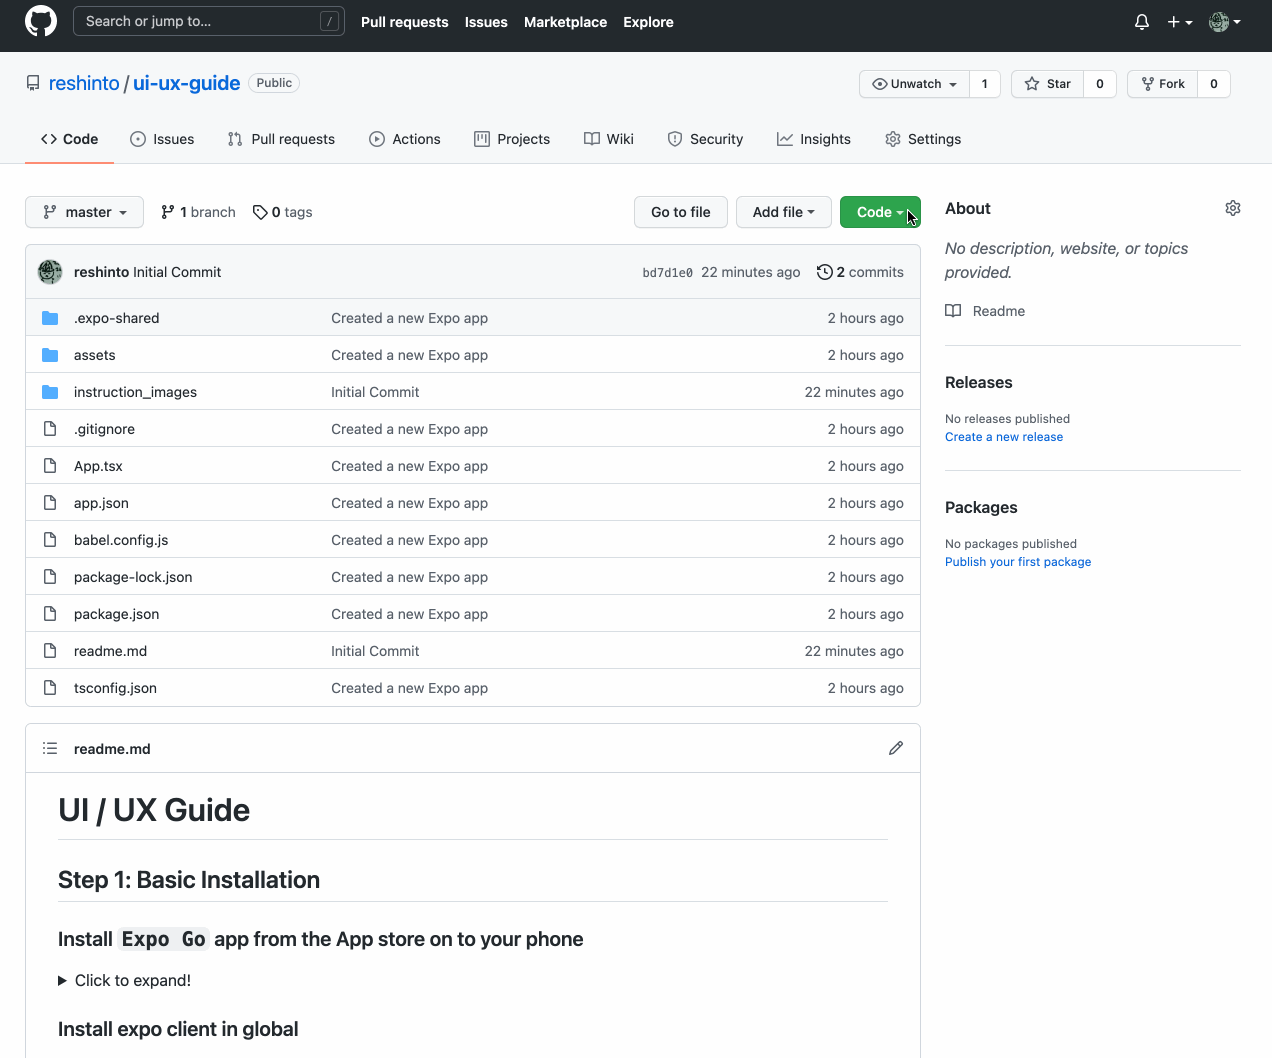 Search or jump to... /
Pull requests Issues Marketplace Explore
reshinto / ui-ux-guide Public
Unwatch 1 Star 0 Fork 0
Code Issues Pull requests Actions Projects Wiki Security Insights Settings
master 1 branch 0 tags Go to file Add file Code
reshinto Initial Commit bd7d1e0 22 minutes ago 2 commits
.expo-shared Created a new Expo app 2 hours ago
assets Created a new Expo app 2 hours ago
instruction_images Initial Commit 22 minutes ago
.gitignore Created a new Expo app 2 hours ago
App.tsx Created a new Expo app 2 hours ago
app.json Created a new Expo app 2 hours ago
babel.config.js Created a new Expo app 2 hours ago
package-lock.json Created a new Expo app 2 hours ago
package.json Created a new Expo app 2 hours ago
readme.md Initial Commit 22 minutes ago
tsconfig.json Created a new Expo app 2 hours ago
About
No description, website, or topics
provided.
Readme
Releases
No releases published
Create a new release
Packages
No packages published
Publish your first package
readme.md
UI / UX Guide
Step 1: Basic Installation
Install Expo Go app from the App store on to your phone
Click to expand!
Install expo client in global